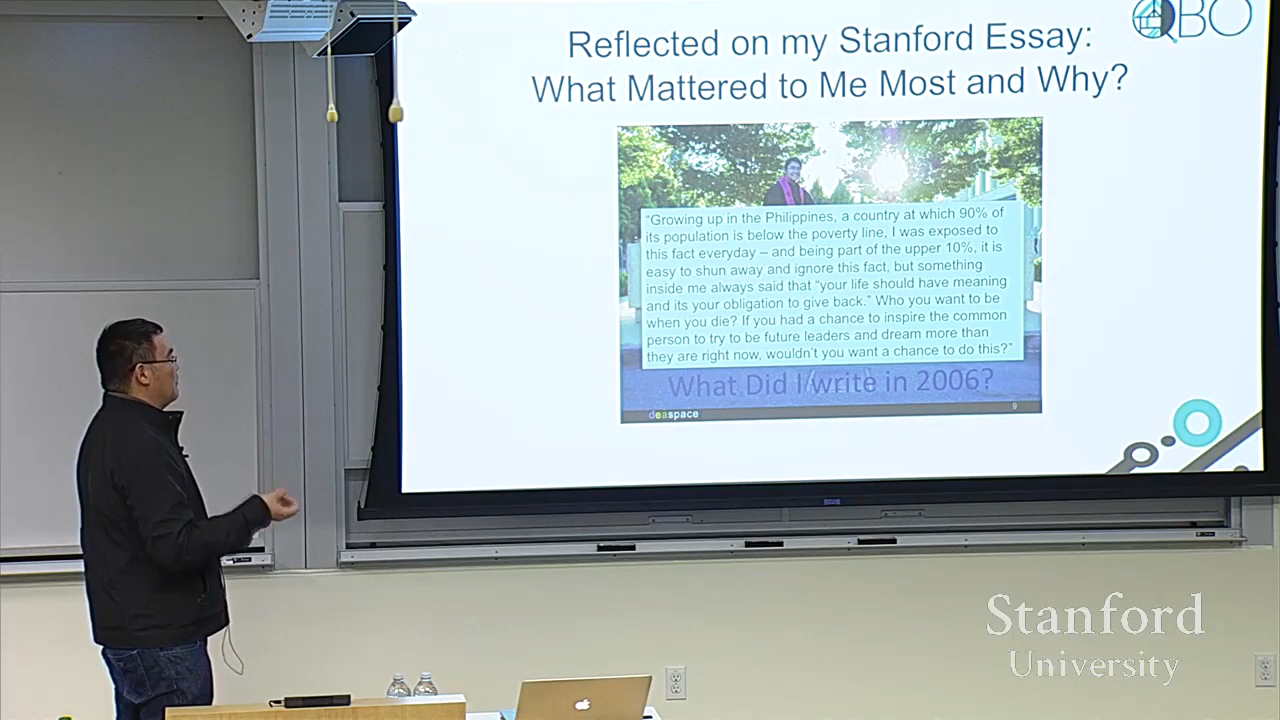 QBO
Reflected on my Stanford Essay:
What Mattered to Me Most and Why?
“Growing up in the Philippines, a country at which 90% of
its population is below the poverty line, I was exposed to
this fact everyday – and being part of the upper 10%, it is
easy to shun away and ignore this fact, but something
inside me always said that “your life should have meaning
and its your obligation to give back.” Who you want to be
when you die? If you had a chance to inspire the common
person to try to be future leaders and dream more than
they are right now, wouldn’t you want a chance to do this?”
What Did I write in 2006?
deaspace
9
Stanford
University